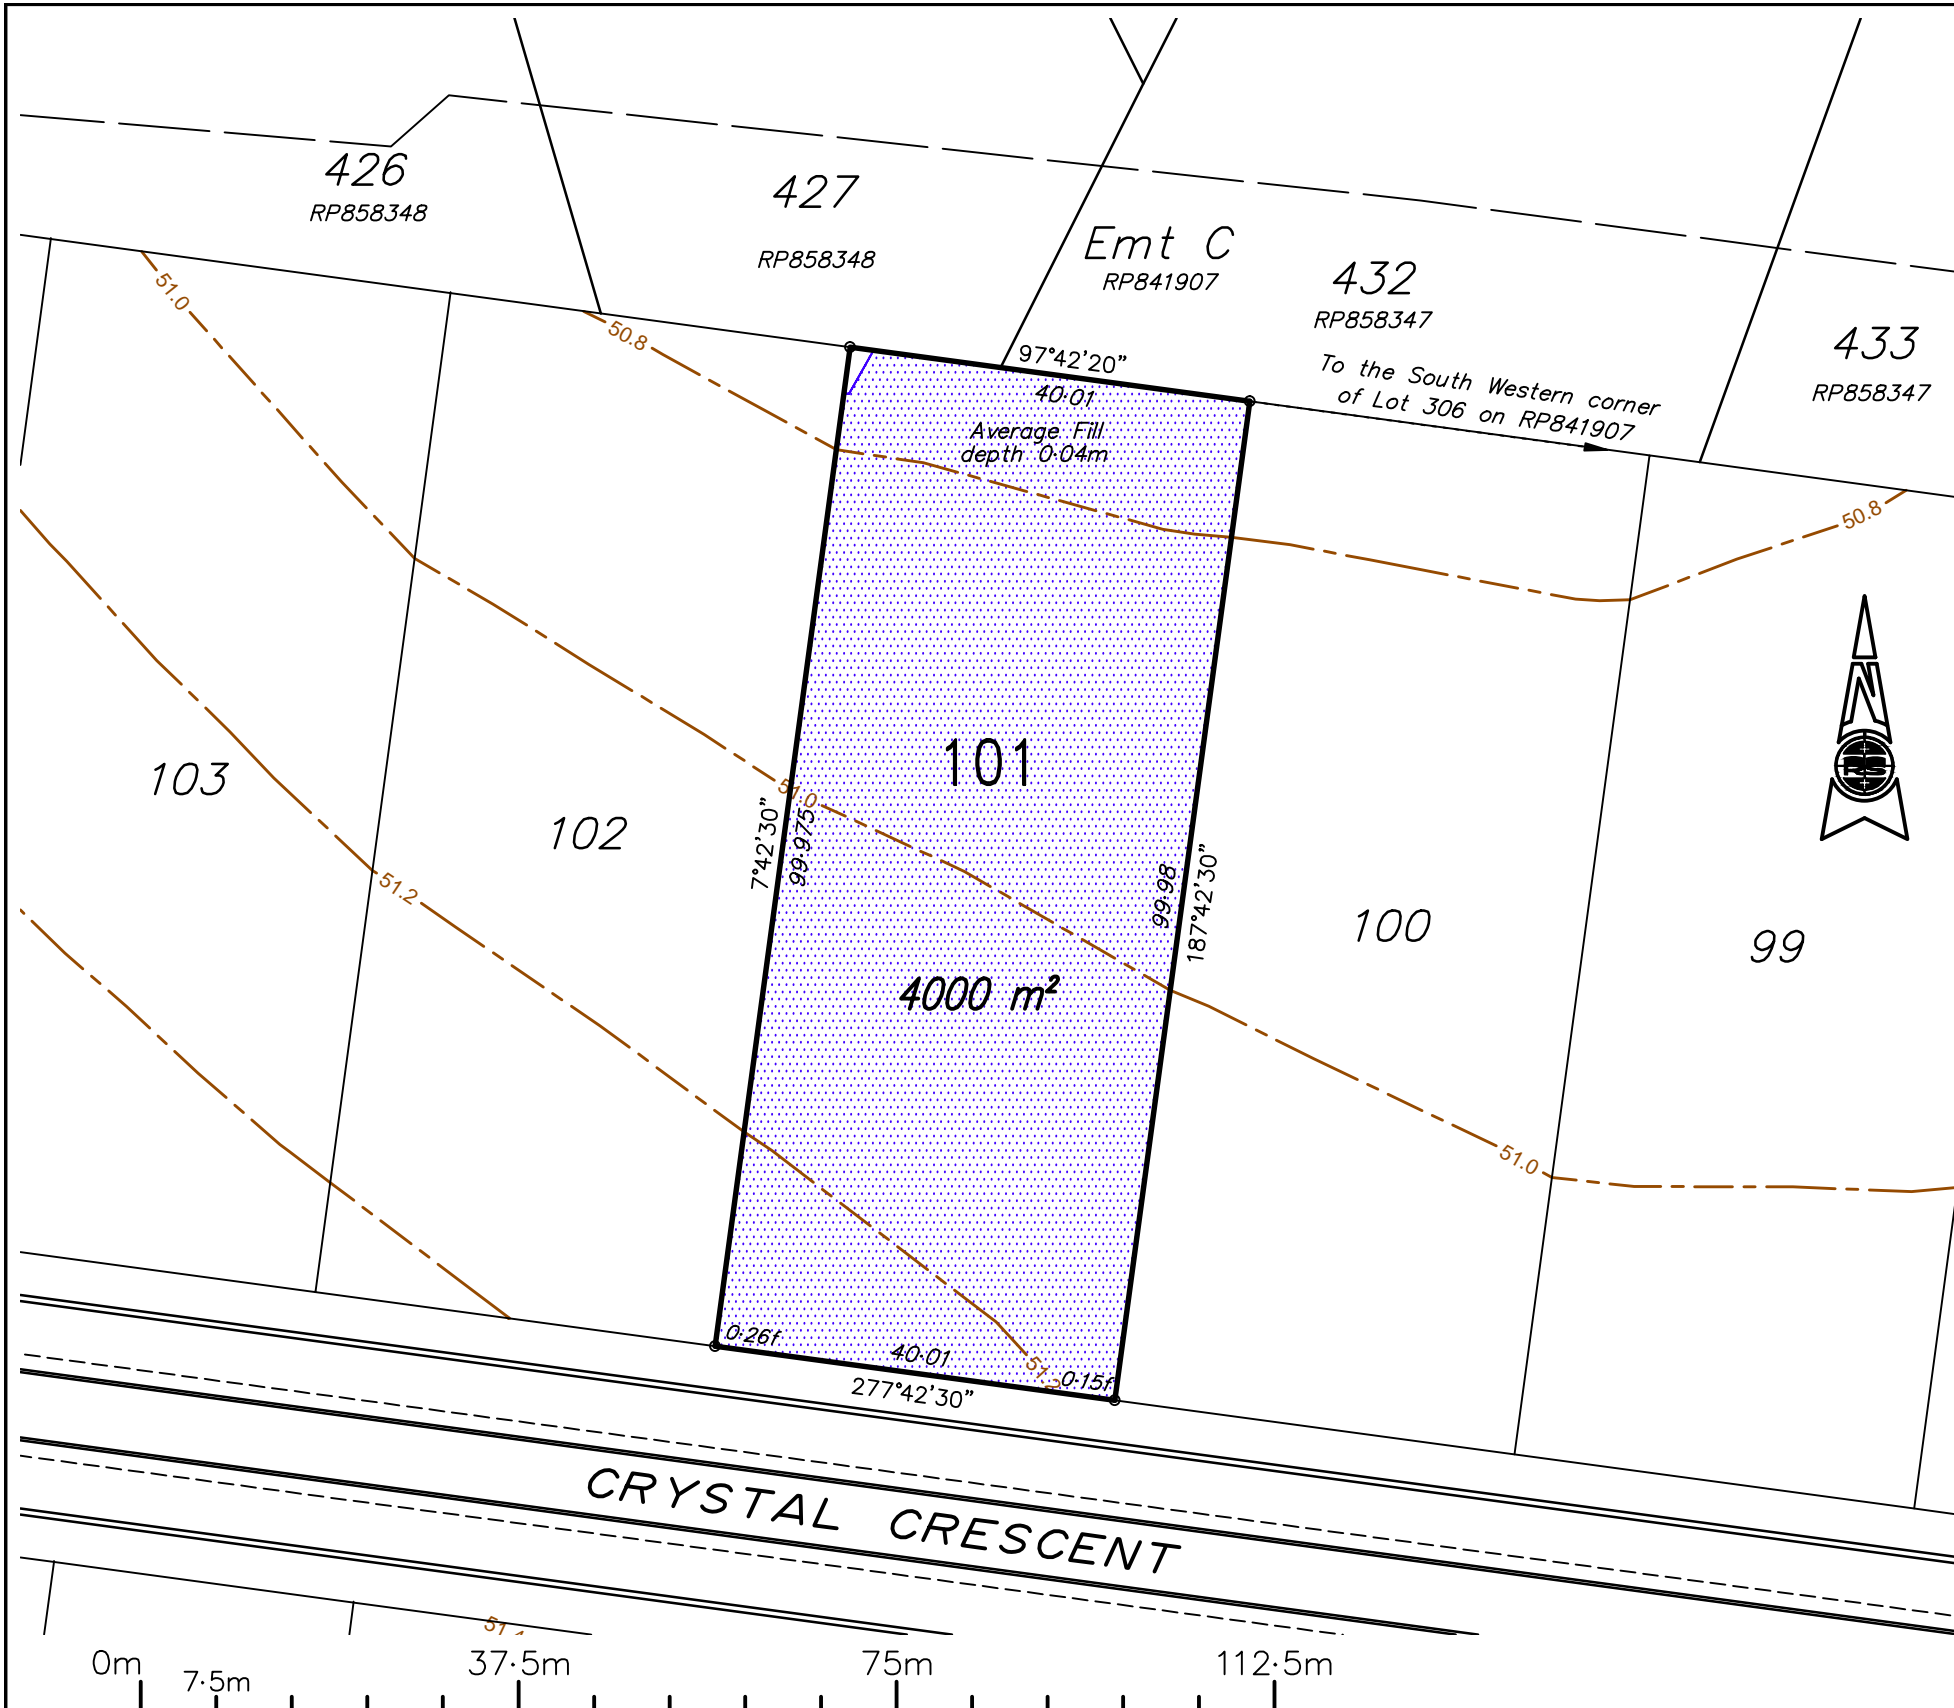 426
RP858348
427
RP858348
Emt C
RP841907
432
RP858347
433
RP858347
To the South Western corner
of Lot 306 on RP841907
51.0
50.8
97°42'20"
40·01
Average Fill
depth 0·04m
50.8
N
103
102
101
51.0
7°42'30"
99·975
99·98
187°42'30"
100
99
51.2
4000 m²
51.0
0·26f
40·01
51.2
0·15f
277°42'30"
CRYSTAL CRESCENT
51.4
0m
7·5m
37·5m
75m
112·5m